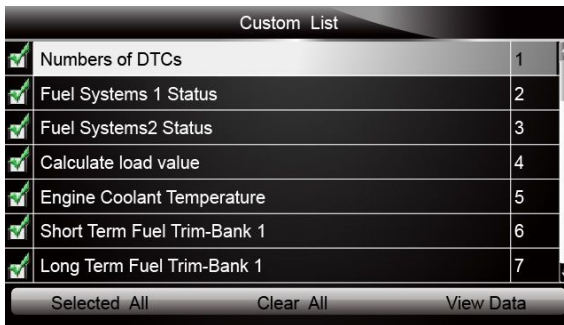 Custom List
Numbers of DTCs 1
Fuel Systems 1 Status 2
Fuel Systems2 Status 3
Calculate load value 4
Engine Coolant Temperature 5
Short Term Fuel Trim-Bank 1 6
Long Term Fuel Trim-Bank 1 7
Selected All Clear All View Data